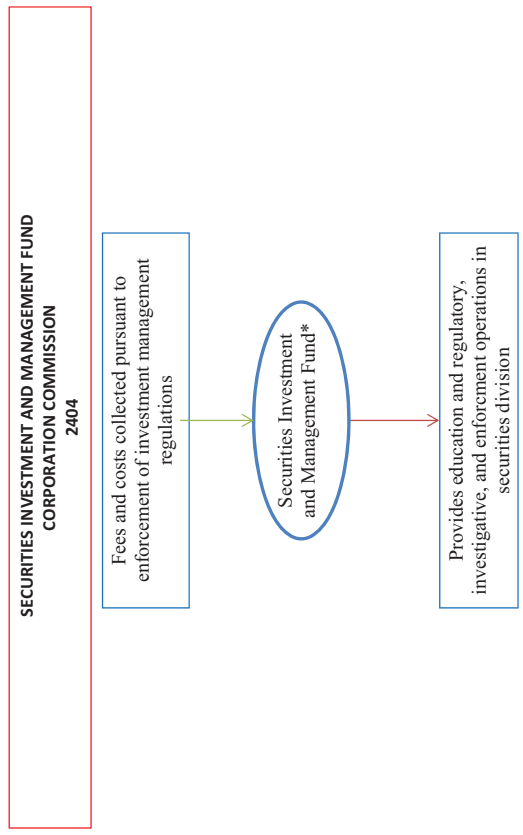 SECURITIES INVESTMENT AND MANAGEMENT FUND
CORPORATION COMMISSION
2404
Fees and costs collected pursuant to
enforcement of investment management
regulations
Securities Investment
and Management Fund*
Provides education and regulatory,
investigative, and enforcment operations in
securities division